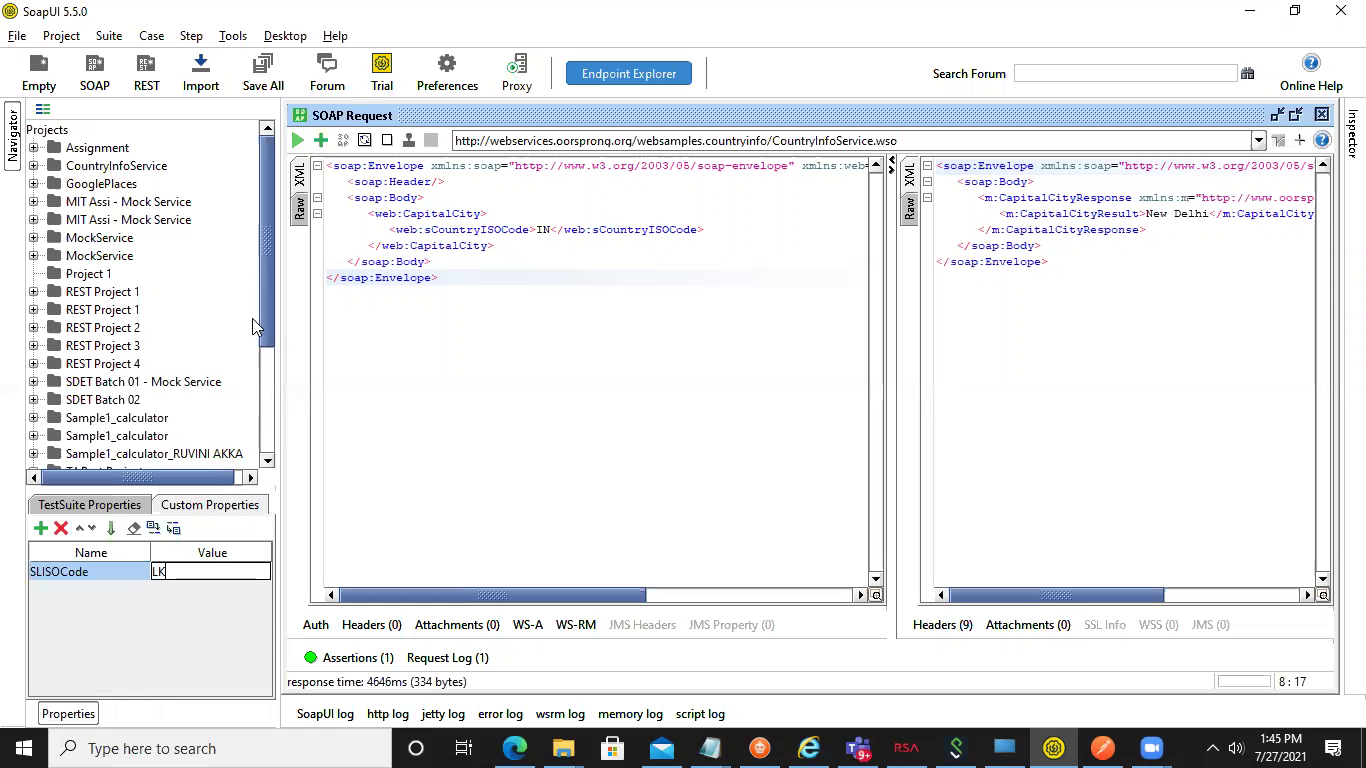 SoapUI 5.5.0
File Project Suite Case Step Tools Desktop Help
Empty SOAP REST Import Save All Forum Trial Preferences Proxy Endpoint Explorer Search Forum Online Help
Navigator
Projects
Assignment
CountryInfoService
GooglePlaces
MIT Assi - Mock Service
MIT Assi - Mock Service
MockService
MockService
Project 1
REST Project 1
REST Project 1
REST Project 2
REST Project 3
REST Project 4
SDET Batch 01 - Mock Service
SDET Batch 02
Sample1_calculator
Sample1_calculator
Sample1_calculator_RUVINI AKKA
TestSuite Properties Custom Properties
Name Value
SLISOCode LK
Properties
SOAP Request
http://webservices.oorsprong.org/websamples.countryinfo/CountryInfoService.wso
XML
Raw
<soap:Envelope xmlns:soap="http://www.w3.org/2003/05/soap-envelope" xmlns:web=
<soap:Header/>
<soap:Body>
<web:CapitalCity>
<web:sCountryISOCode>IN</web:sCountryISOCode>
</web:CapitalCity>
</soap:Body>
</soap:Envelope>
XML
Raw
<soap:Envelope xmlns:soap="http://www.w3.org/2003/05/s
<soap:Body>
<m:CapitalCityResponse xmlns:m="http://www.oorsp
<m:CapitalCityResult>New Delhi</m:CapitalCity
</m:CapitalCityResponse>
</soap:Body>
</soap:Envelope>
Auth Headers (0) Attachments (0) WS-A WS-RM JMS Headers JMS Property (0)
Headers (9) Attachments (0) SSL Info WSS (0) JMS (0)
Assertions (1) Request Log (1)
response time: 4646ms (334 bytes)
8 : 17
SoapUI log http log jetty log error log wsrm log memory log script log
Inspector
Type here to search
9+
RSA
1:45 PM
7/27/2021